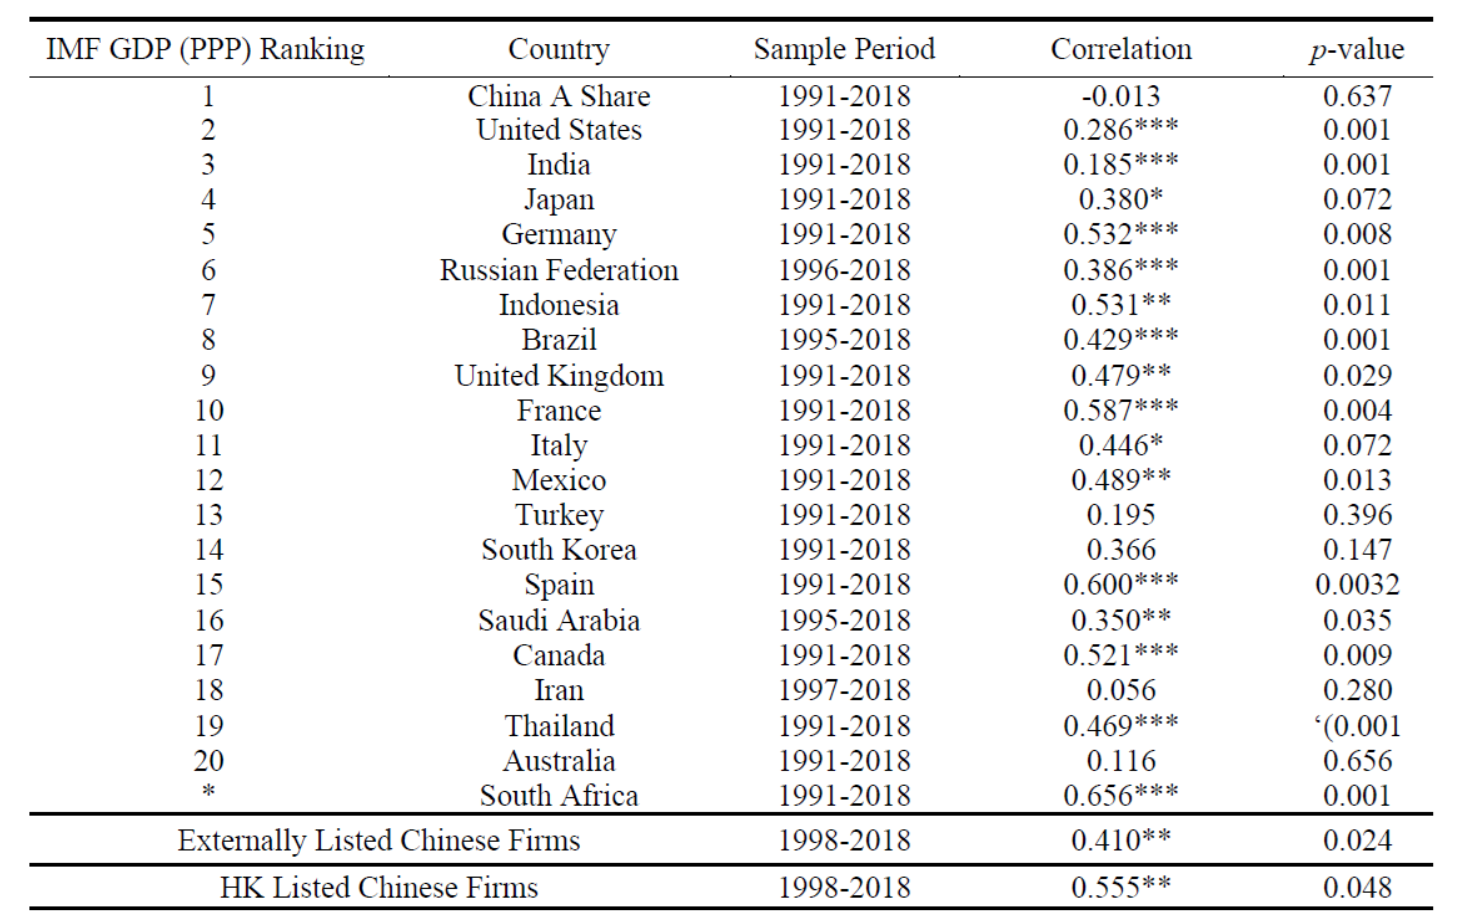 IMF GDP (PPP) Ranking Country Sample Period Correlation p-value
1 China A Share 1991-2018 -0.013 0.637
2 United States 1991-2018 0.286*** 0.001
3 India 1991-2018 0.185*** 0.001
4 Japan 1991-2018 0.380* 0.072
5 Germany 1991-2018 0.532*** 0.008
6 Russian Federation 1996-2018 0.386*** 0.001
7 Indonesia 1991-2018 0.531** 0.011
8 Brazil 1995-2018 0.429*** 0.001
9 United Kingdom 1991-2018 0.479** 0.029
10 France 1991-2018 0.587*** 0.004
11 Italy 1991-2018 0.446* 0.072
12 Mexico 1991-2018 0.489** 0.013
13 Turkey 1991-2018 0.195 0.396
14 South Korea 1991-2018 0.366 0.147
15 Spain 1991-2018 0.600*** 0.0032
16 Saudi Arabia 1995-2018 0.350** 0.035
17 Canada 1991-2018 0.521*** 0.009
18 Iran 1997-2018 0.056 0.280
19 Thailand 1991-2018 0.469*** ‘(0.001
20 Australia 1991-2018 0.116 0.656
* South Africa 1991-2018 0.656*** 0.001
Externally Listed Chinese Firms 1998-2018 0.410** 0.024
HK Listed Chinese Firms 1998-2018 0.555** 0.048